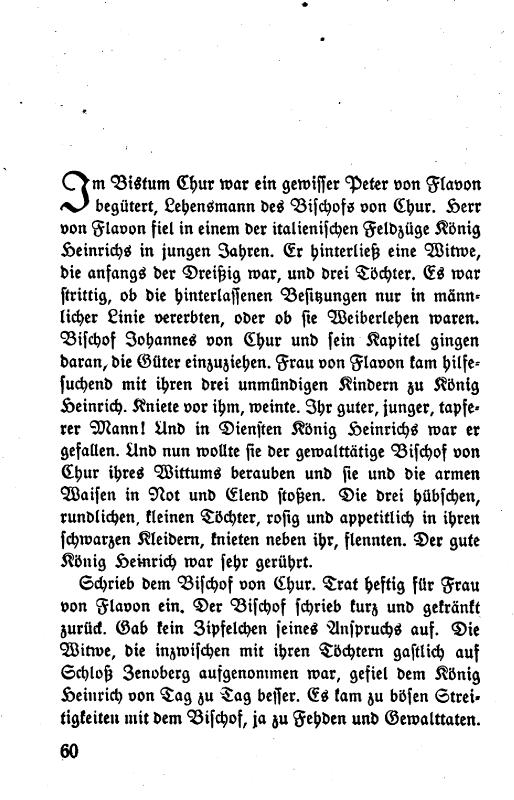 Im Bistum Chur war ein gewisser Peter von Flavon
begütert, Lehensmann des Bischofs von Chur. Herr
von Flavon fiel in einem der italienischen Feldzüge König
Heinrichs in jungen Jahren. Er hinterließ eine Witwe,
die anfangs der Dreißig war, und drei Töchter. Es war
strittig, ob die hinterlassenen Besitzungen nur in männ-
licher Linie vererbten, oder ob sie Weiberlehen waren.
Bischof Johannes von Chur und sein Kapitel gingen
daran, die Güter einzuziehen. Frau von Flavon kam hilfe-
suchend mit ihren drei unmündigen Kindern zu König
Heinrich. Kniete vor ihm, weinte. Ihr guter, junger, tapfe-
rer Mann! Und in Diensten König Heinrichs war er
gefallen. Und nun wollte sie der gewalttätige Bischof von
Chur ihres Wittums berauben und sie und die armen
Waisen in Not und Elend stoßen. Die drei hübschen,
rundlichen, kleinen Töchter, rosig und appetitlich in ihren
schwarzen Kleidern, knieten neben ihr, flennten. Der gute
König Heinrich war sehr gerührt.
Schrieb dem Bischof von Chur. Trat heftig für Frau
von Flavon ein. Der Bischof schrieb kurz und gekränkt
zurück. Gab kein Zipfelchen seines Anspruchs auf. Die
Witwe, die inzwischen mit ihren Töchtern gastlich auf
Schloß Zenoberg aufgenommen war, gefiel dem König
Heinrich von Tag zu Tag besser. Es kam zu bösen Strei-
tigkeiten mit dem Bischof, ja zu Fehden und Gewalttaten.
60